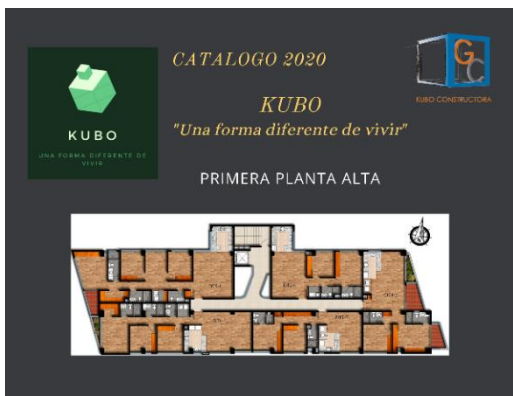 CATALOGO 2020
KUBO
"Una forma diferente de vivir"
KUBO
UNA FORMA DIFERENTE DE
VIVIR
GC
KUBO CONSTRUCTORA
PRIMERA PLANTA ALTA